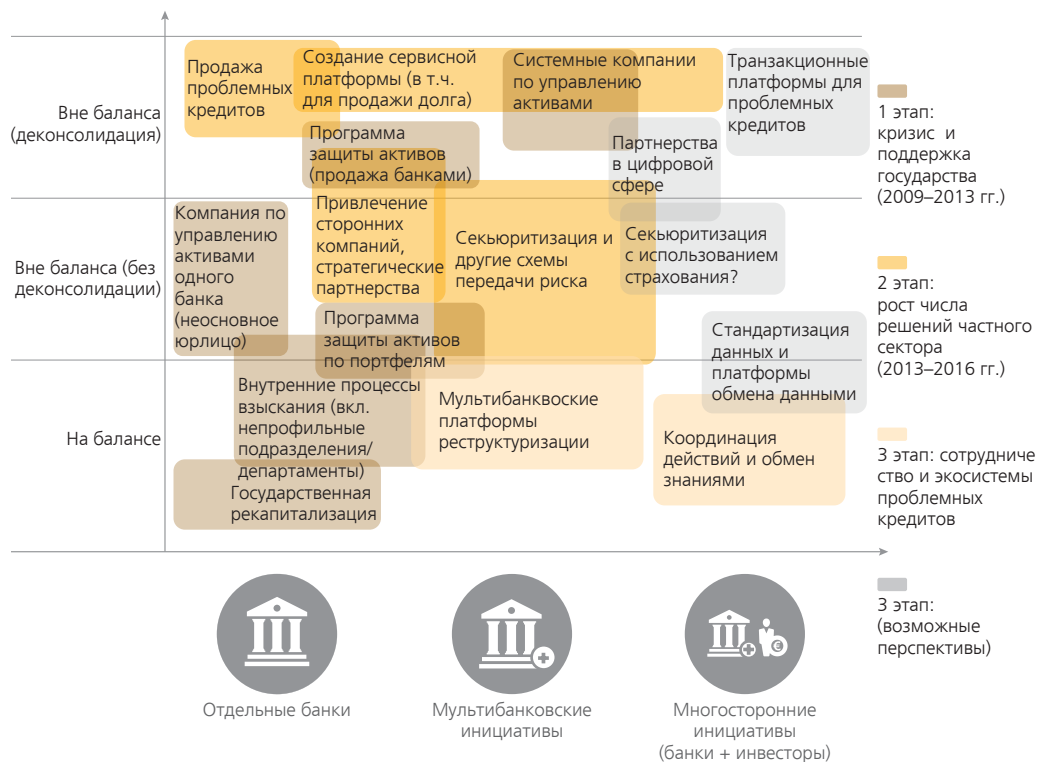 Вне баланса
(деконсолидация)
Вне баланса (без
деконсолидации)
На балансе
Продажа
проблемных
кредитов
Создание сервисной
платформы (в т.ч.
для продажи долга)
Системные компании
по управлению
активами
Транзакционные
платформы для
проблемных
кредитов
Программа
защиты активов
(продажа банками)
Партнерства
в цифровой
сфере
Компания по
управлению
активами
одного
банка
(неосновное
юрлицо)
Привлечение
сторонних
компаний,
стратегические
партнерства
Секьюритизация и
другие схемы
передачи риска
Секьюритизация
с использованием
страхования?
Программа
защиты активов
по портфелям
Стандартизация
данных и
платформы
обмена данными
Внутренние процессы
взыскания (вкл.
непрофильные
подразделения/
департаменты)
Мультибанквоские
платформы
реструктуризации
Координация
действий и обмен
знаниями
Государственная
рекапитализация
1 этап:
кризис и
поддержка
государства
(2009–2013 гг.)
2 этап:
рост числа
решений частного
сектора
(2013–2016 гг.)
3 этап: сотрудниче
ство и экосистемы
проблемных
кредитов
3 этап:
(возможные
перспективы)
Отдельные банки
Мультибанковские
инициативы
Многосторонние
инициативы
(банки + инвесторы)